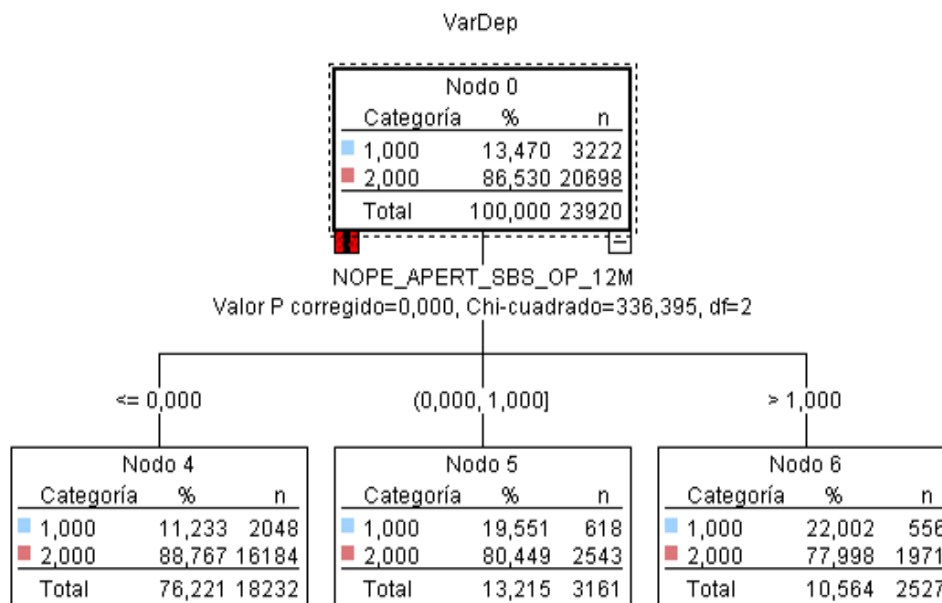 VarDep
Nodo 0
Categoría % n
1,000 13,470 3222
2,000 86,530 20698
Total 100,000 23920
NOPE_APERT_SBS_OP_12M
Valor P corregido=0,000, Chi-cuadrado=336,395, df=2
<= 0,000
(0,000, 1,000]
> 1,000
Nodo 4
Categoría % n
1,000 11,233 2048
2,000 88,767 16184
Total 76,221 18232
Nodo 5
Categoría % n
1,000 19,551 618
2,000 80,449 2543
Total 13,215 3161
Nodo 6
Categoría % n
1,000 22,002 556
2,000 77,998 1971
Total 10,564 2527